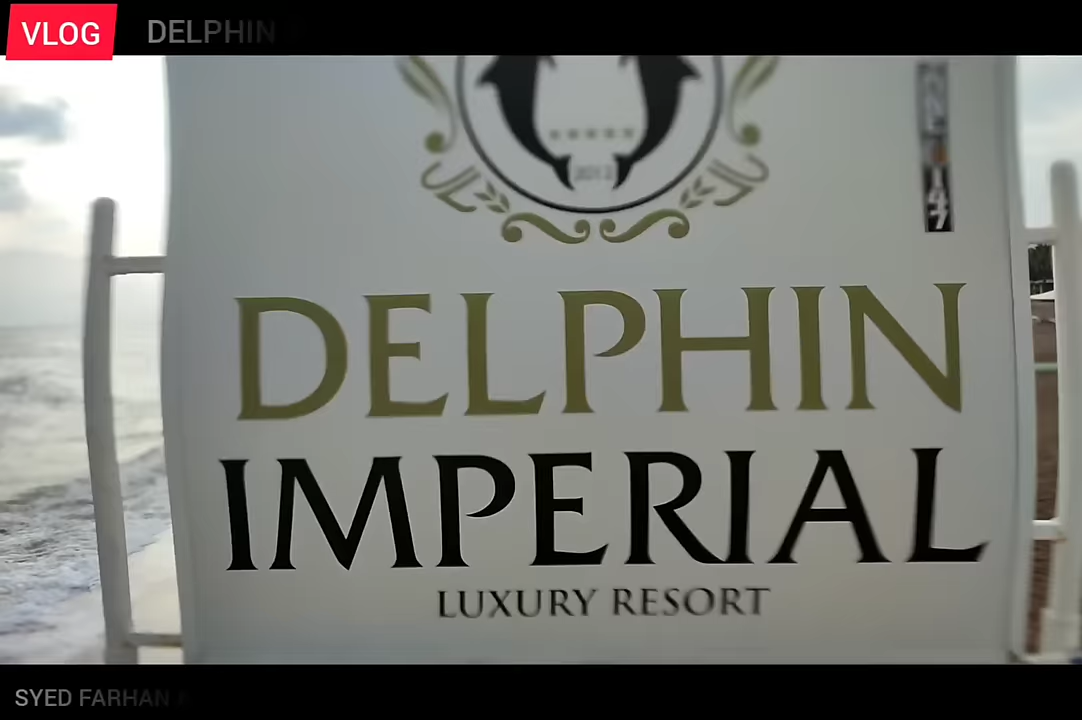 VLOG DELPHIN
DELPHIN
IMPERIAL
LUXURY RESORT
SYED FARHAN